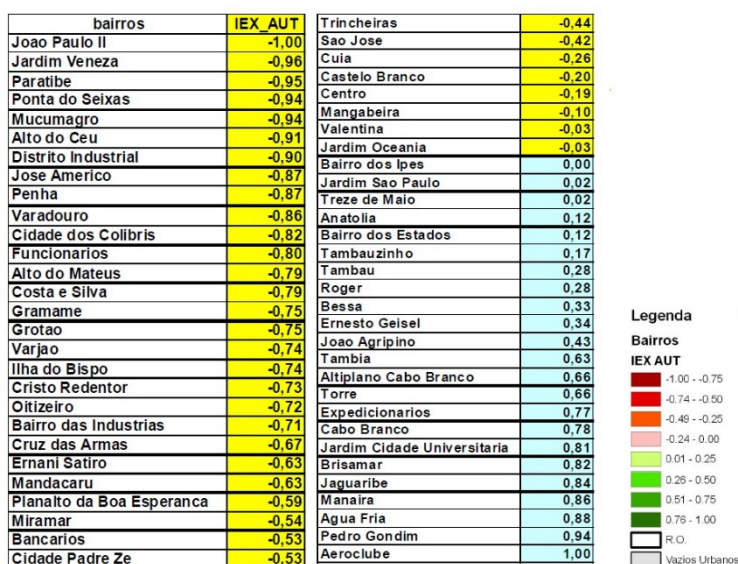 bairros IEX_AUT
Joao Paulo II -1,00
Jardim Veneza -0,96
Paratibe -0,95
Ponta do Seixas -0,94
Mucumagro -0,94
Alto do Ceu -0,91
Distrito Industrial -0,90
Jose Americo -0,87
Penha -0,87
Varadouro -0,86
Cidade dos Colibris -0,82
Funcionarios -0,80
Alto do Mateus -0,79
Costa e Silva -0,79
Gramame -0,75
Grotao -0,75
Varjao -0,74
Ilha do Bispo -0,74
Cristo Redentor -0,73
Oitizeiro -0,72
Bairro das Industrias -0,71
Cruz das Armas -0,67
Ernani Satiro -0,63
Mandacaru -0,63
Planalto da Boa Esperanca -0,59
Miramar -0,54
Bancarios -0,53
Cidade Padre Ze -0,53
Trincheiras -0,44
Sao Jose -0,42
Cuia -0,26
Castelo Branco -0,20
Centro -0,19
Mangabeira -0,10
Valentina -0,03
Jardim Oceania -0,03
Bairro dos Ipes 0,00
Jardim Sao Paulo 0,02
Treze de Maio 0,02
Anatolia 0,12
Bairro dos Estados 0,12
Tambauzinho 0,17
Tambau 0,28
Roger 0,28
Bessa 0,33
Ernesto Geisel 0,34
Joao Agripino 0,43
Tambia 0,63
Altiplano Cabo Branco 0,66
Torre 0,66
Expedicionarios 0,77
Cabo Branco 0,78
Jardim Cidade Universitaria 0,81
Brisamar 0,82
Jaguaribe 0,84
Manaira 0,86
Agua Fria 0,88
Pedro Gondim 0,94
Aeroclube 1,00
Legenda
Bairros
IEX AUT
-1.00 - -0.75
-0.74 - -0.50
-0.49 - -0.25
-0.24 - 0.00
0.01 - 0.25
0.26 - 0.50
0.51 - 0.75
0.76 - 1.00
R.O.
Vazios Urbanos